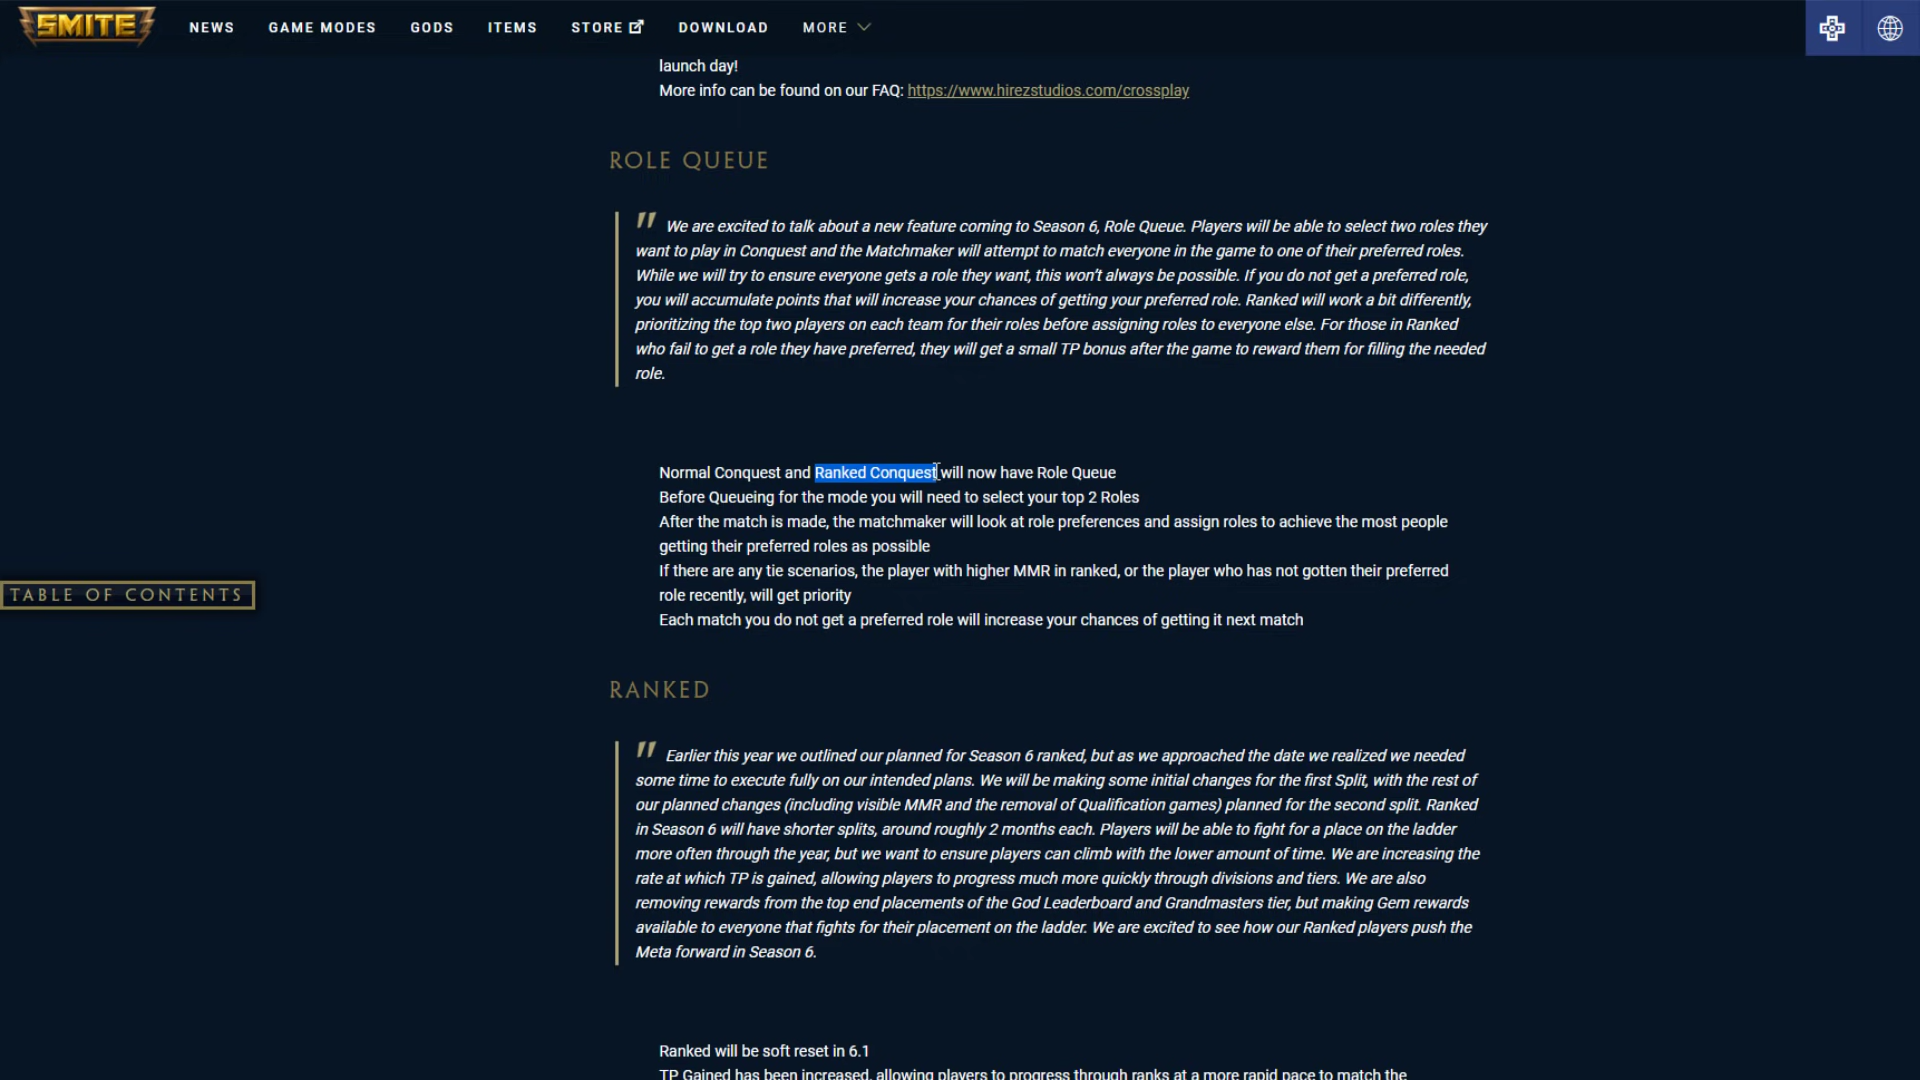 SMITE NEWS GAME MODES GODS ITEMS STORE DOWNLOAD MORE
launch day!
More info can be found on our FAQ: https://www.hirezstudios.com/crossplay
ROLE QUEUE
" We are excited to talk about a new feature coming to Season 6, Role Queue. Players will be able to select two roles they
want to play in Conquest and the Matchmaker will attempt to match everyone in the game to one of their preferred roles.
While we will try to ensure everyone gets a role they want, this won't always be possible. If you do not get a preferred role,
you will accumulate points that will increase your chances of getting your preferred role. Ranked will work a bit differently,
prioritizing the top two players on each team for their roles before assigning roles to everyone else. For those in Ranked
who fail to get a role they have preferred, they will get a small TP bonus after the game to reward them for filling the needed
role.
Normal Conquest and Ranked Conquest will now have Role Queue
Before Queueing for the mode you will need to select your top 2 Roles
After the match is made, the matchmaker will look at role preferences and assign roles to achieve the most people
getting their preferred roles as possible
If there are any tie scenarios, the player with higher MMR in ranked, or the player who has not gotten their preferred
role recently, will get priority
Each match you do not get a preferred role will increase your chances of getting it next match
TABLE OF CONTENTS
RANKED
" Earlier this year we outlined our planned for Season 6 ranked, but as we approached the date we realized we needed
some time to execute fully on our intended plans. We will be making some initial changes for the first Split, with the rest of
our planned changes (including visible MMR and the removal of Qualification games) planned for the second split. Ranked
in Season 6 will have shorter splits, around roughly 2 months each. Players will be able to fight for a place on the ladder
more often through the year, but we want to ensure players can climb with the lower amount of time. We are increasing the
rate at which TP is gained, allowing players to progress much more quickly through divisions and tiers. We are also
removing rewards from the top end placements of the God Leaderboard and Grandmasters tier, but making Gem rewards
available to everyone that fights for their placement on the ladder. We are excited to see how our Ranked players push the
Meta forward in Season 6.
Ranked will be soft reset in 6.1
TP Gained has been increased, allowing players to progress through ranks at a more rapid pace to match the